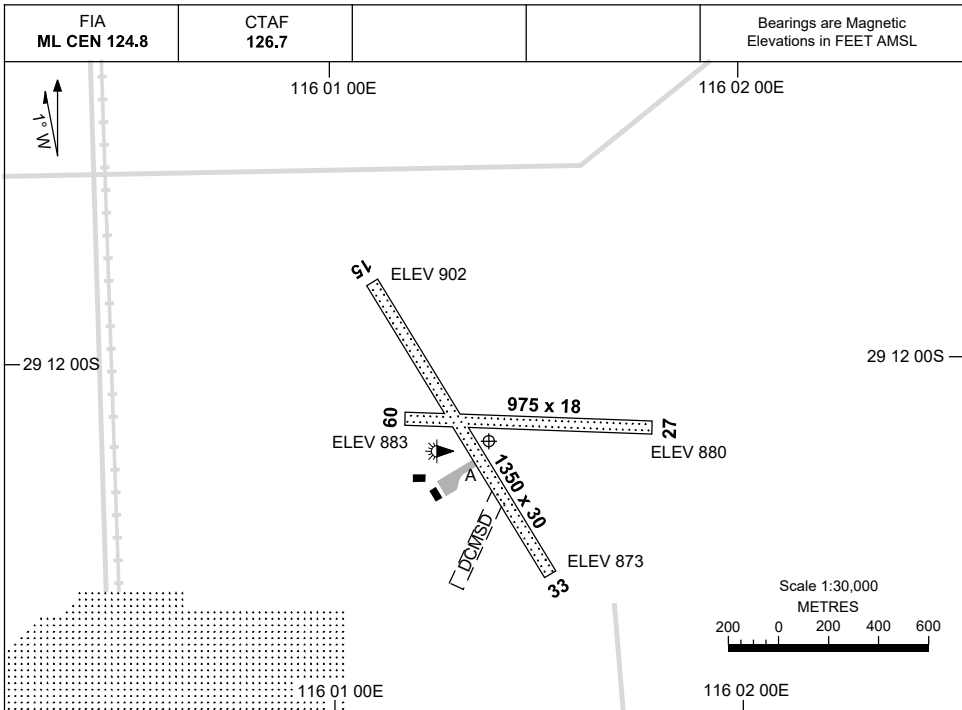 FIA
ML CEN 124.8
CTAF
126.7
Bearings are Magnetic
Elevations in FEET AMSL
116 01 00E
116 02 00E
1° W
15
ELEV 902
29 12 00S
29 12 00S
09
975 x 18
27
ELEV 883
ELEV 880
A
1350 x 30
DCMSD
ELEV 873
33
Scale 1:30,000
METRES
200 0 200 400 600
116 01 00E
116 02 00E